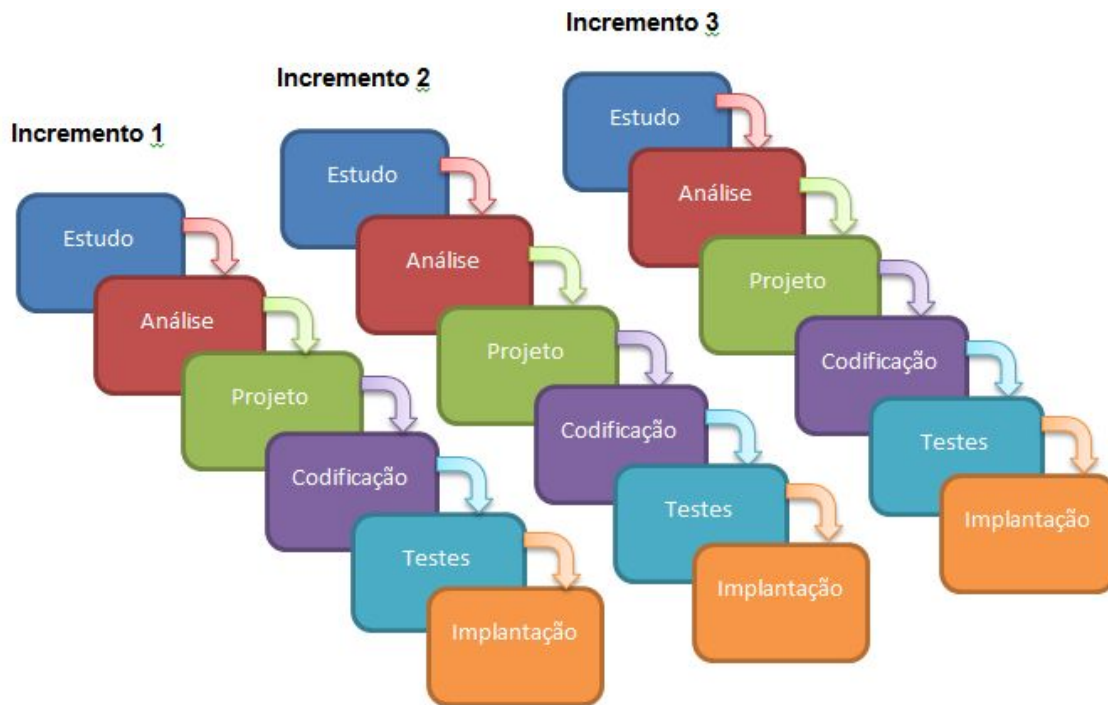 Incremento 1
Estudo
Análise
Projeto
Codificação
Testes
Implantação
Incremento 2
Estudo
Análise
Projeto
Codificação
Testes
Implantação
Incremento 3
Estudo
Análise
Projeto
Codificação
Testes
Implantação